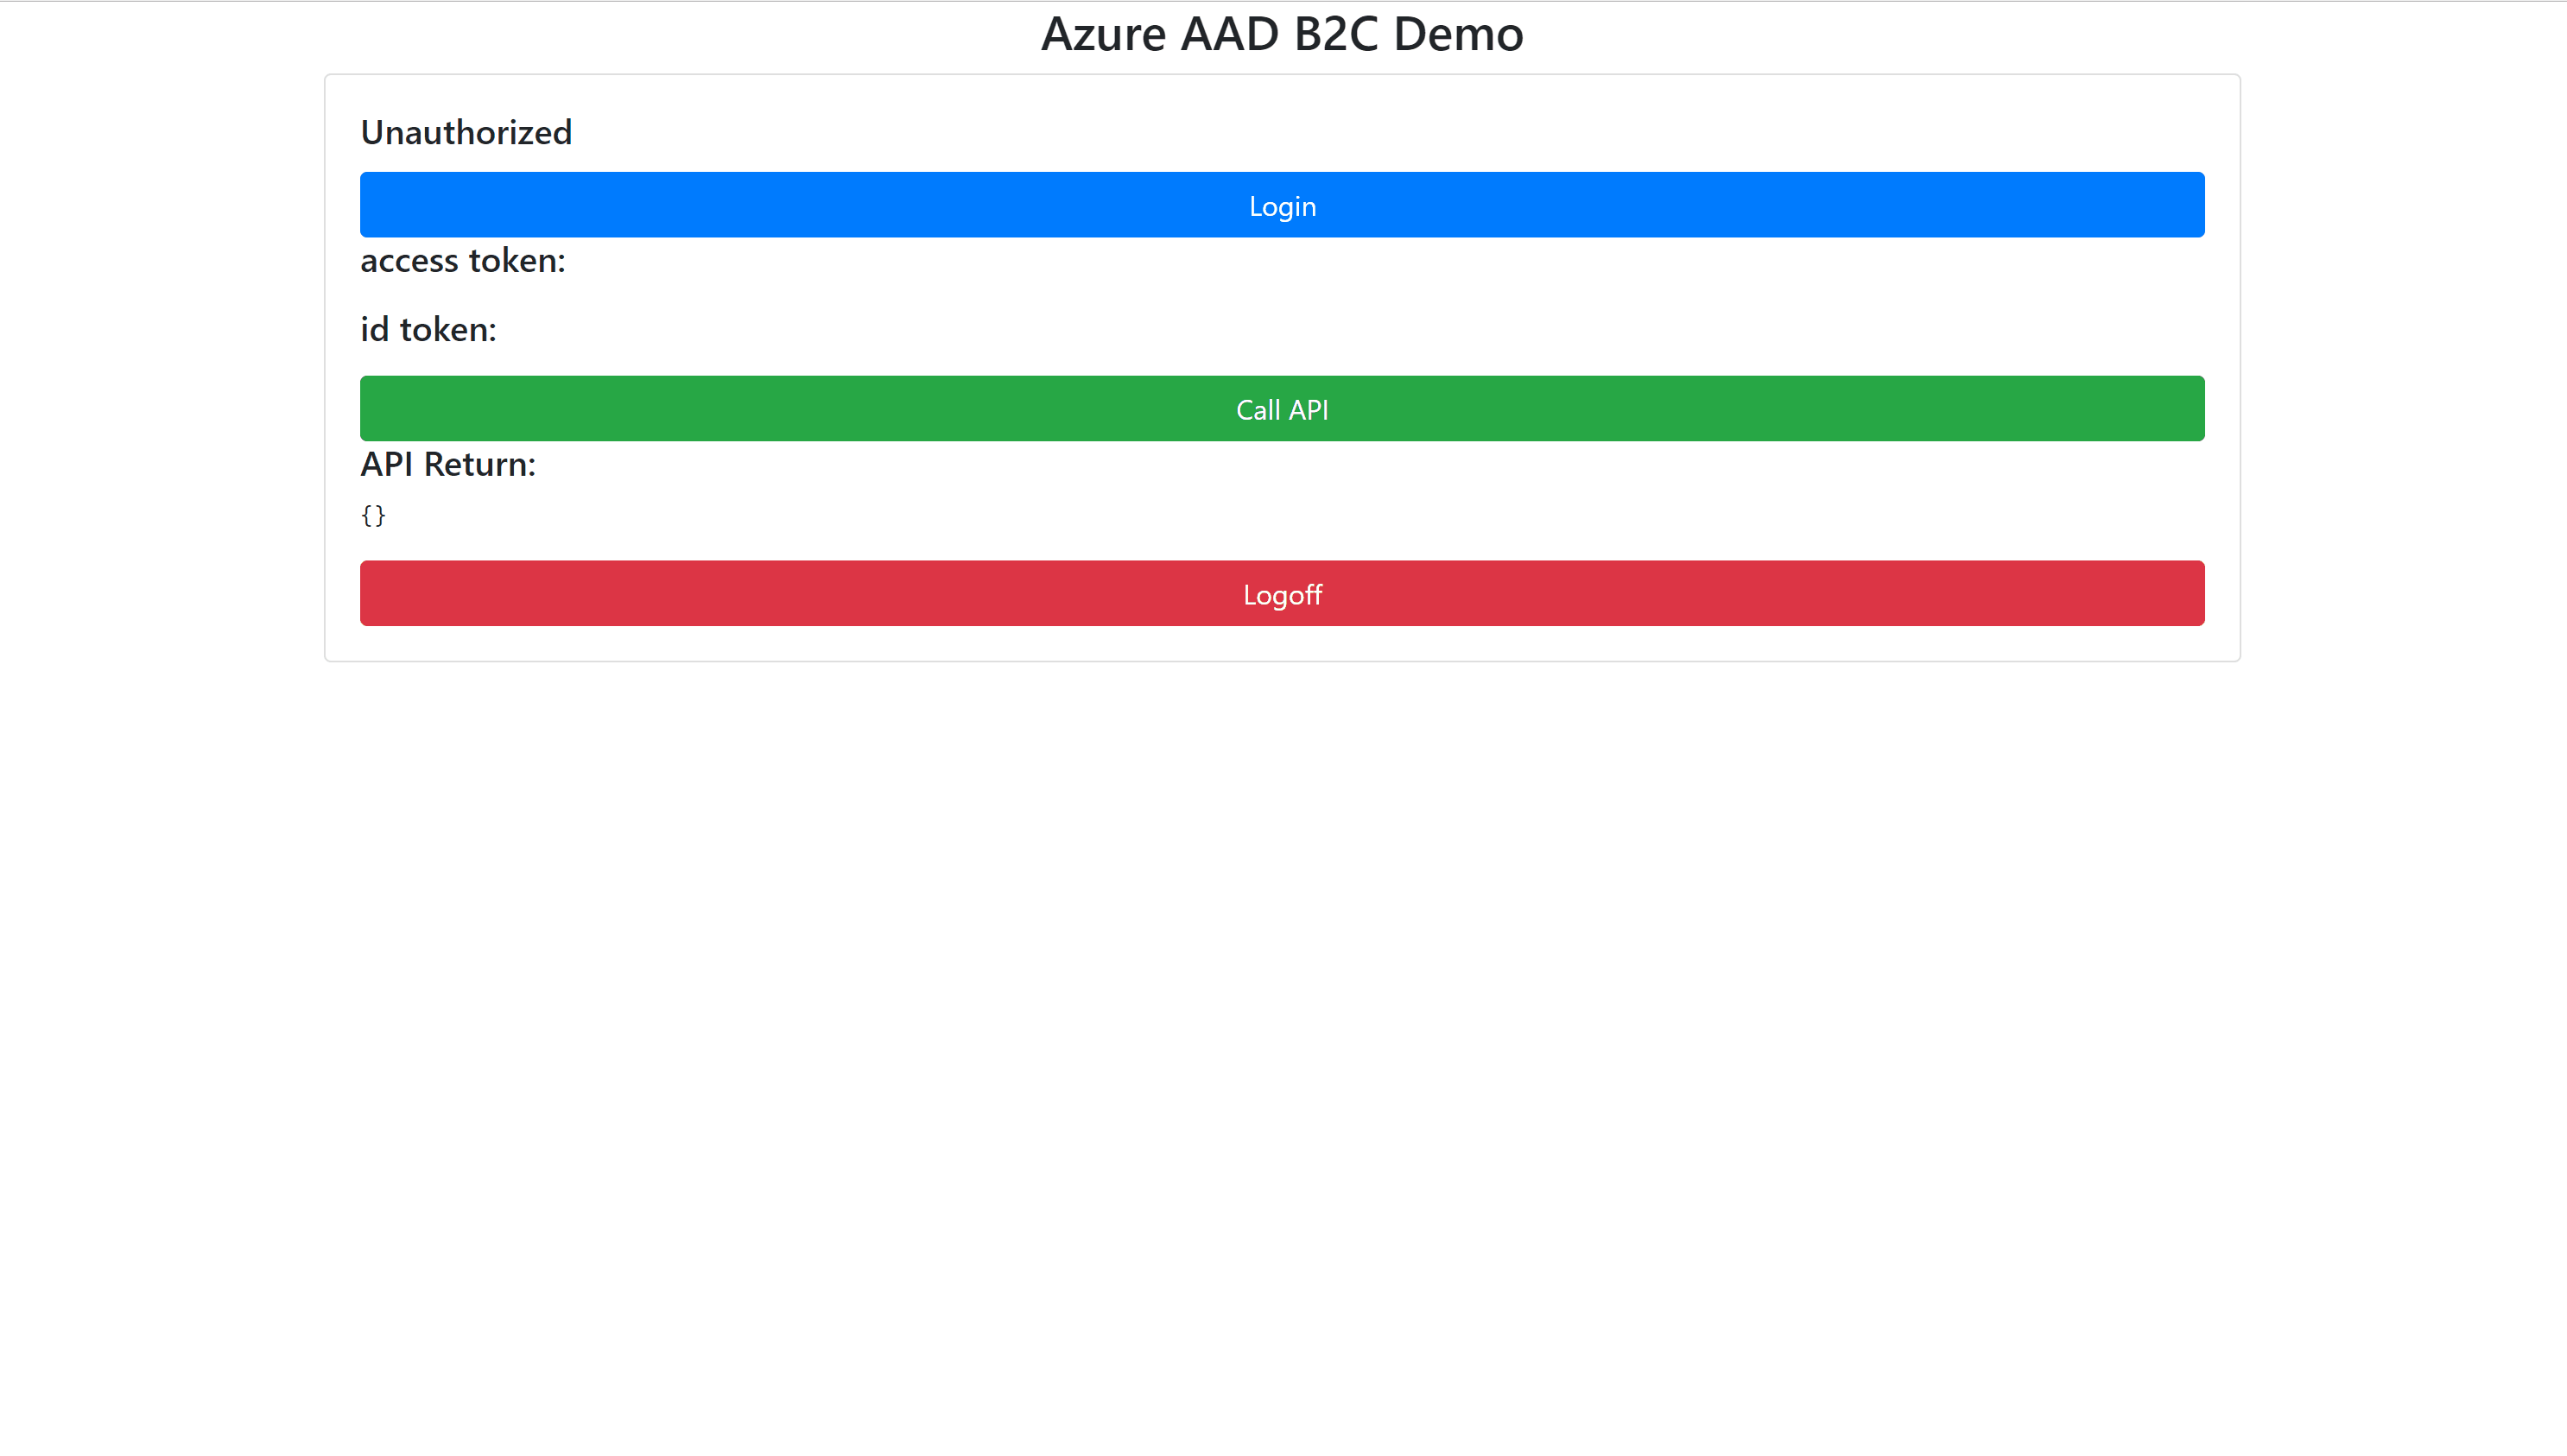 Azure AAD B2C Demo
Unauthorized
Login
access token:
id token:
Call API
API Return:
{}
Logoff